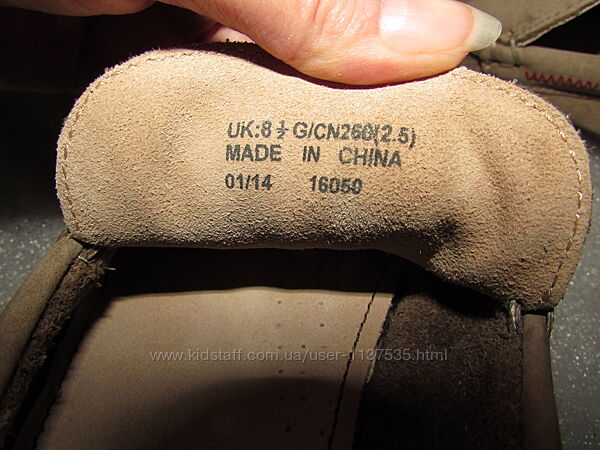 UK:8 ½ G/CN260(2.5)
MADE IN CHINA
01/14 16050
www.kidstaff.com.ua/user-1137535.html